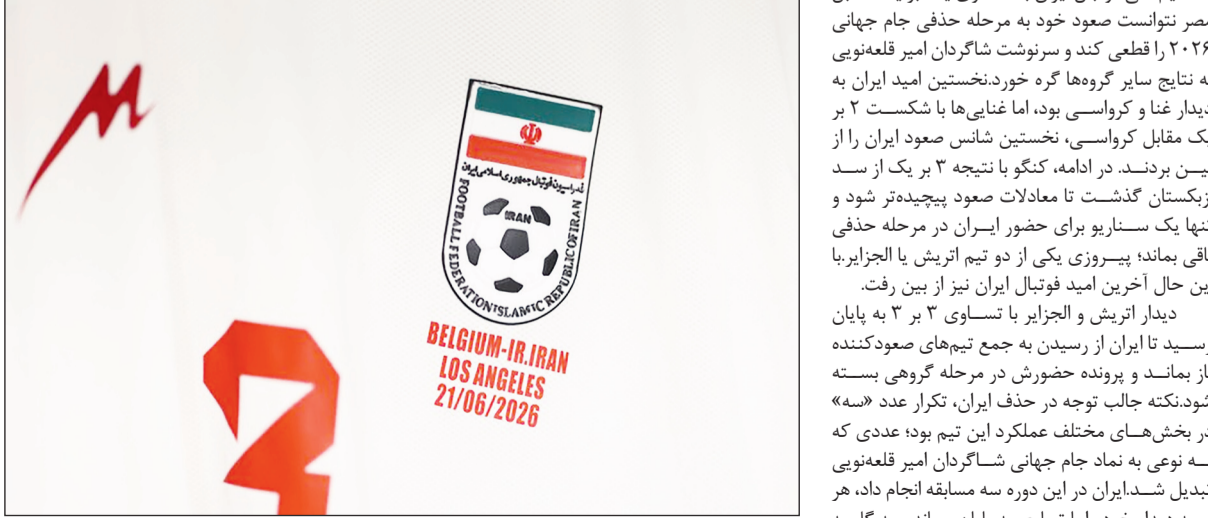 فدراسیون فوتبال جمهوری اسلامی ایران
IRAN
FOOTBALL FEDERATION ISLAMIC REPUBLIC OF IRAN
BELGIUM-IR.IRAN
LOS ANGELES
21/06/2026
مصر نتوانست صعود خود به مرحله حذفی جام جهانی
۲۰۲۶ را قطعی کند و سرنوشت شاگردان امیر قلعه‌نویی
به نتایج سایر گروه‌ها گره خورد.نخستین امید ایران به
دیدار غنا و کرواسی بود، اما غنایی‌ها با شکست ۲ بر
یک مقابل کرواسی، نخستین شانس صعود ایران را از
بین بردند. در ادامه، کنگو با نتیجه ۳ بر یک از سد
ازبکستان گذشت تا معادلات صعود پیچیده‌تر شود و
تنها یک سناریو برای حضور ایران در مرحله حذفی
باقی بماند؛ پیروزی یکی از دو تیم اتریش یا الجزایر.با
این حال آخرین امید فوتبال ایران نیز از بین رفت.
دیدار اتریش و الجزایر با تساوی ۳ بر ۳ به پایان
رسید تا ایران از رسیدن به جمع تیم‌های صعودکننده
باز بماند و پرونده حضورش در مرحله گروهی بسته
شود.نکته جالب توجه در حذف ایران، تکرار عدد «سه»
در بخش‌های مختلف عملکرد این تیم بود؛ عددی که
به نوعی به نماد جام جهانی شاگردان امیر قلعه‌نویی
تبدیل شد.ایران در این دوره سه مسابقه انجام داد، هر